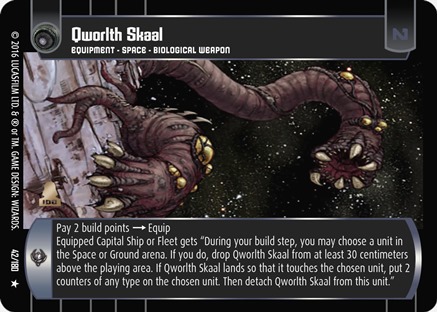 Qworlth Skaal
EQUIPMENT - SPACE - BIOLOGICAL WEAPON
N
Pay 2 build points → Equip
Equipped Capital Ship or Fleet gets "During your build step, you may choose a unit in
the Space or Ground arena. If you do, drop Qworlth Skaal from at least 30 centimeters
above the playing area. If Qworlth Skaal lands so that it touches the chosen unit, put 2
counters of any type on the chosen unit. Then detach Qworlth Skaal from this unit."
© 2016 LUCASFILM LTD. & ® or TM. GAME DESIGN: WIZARDS.
42/180